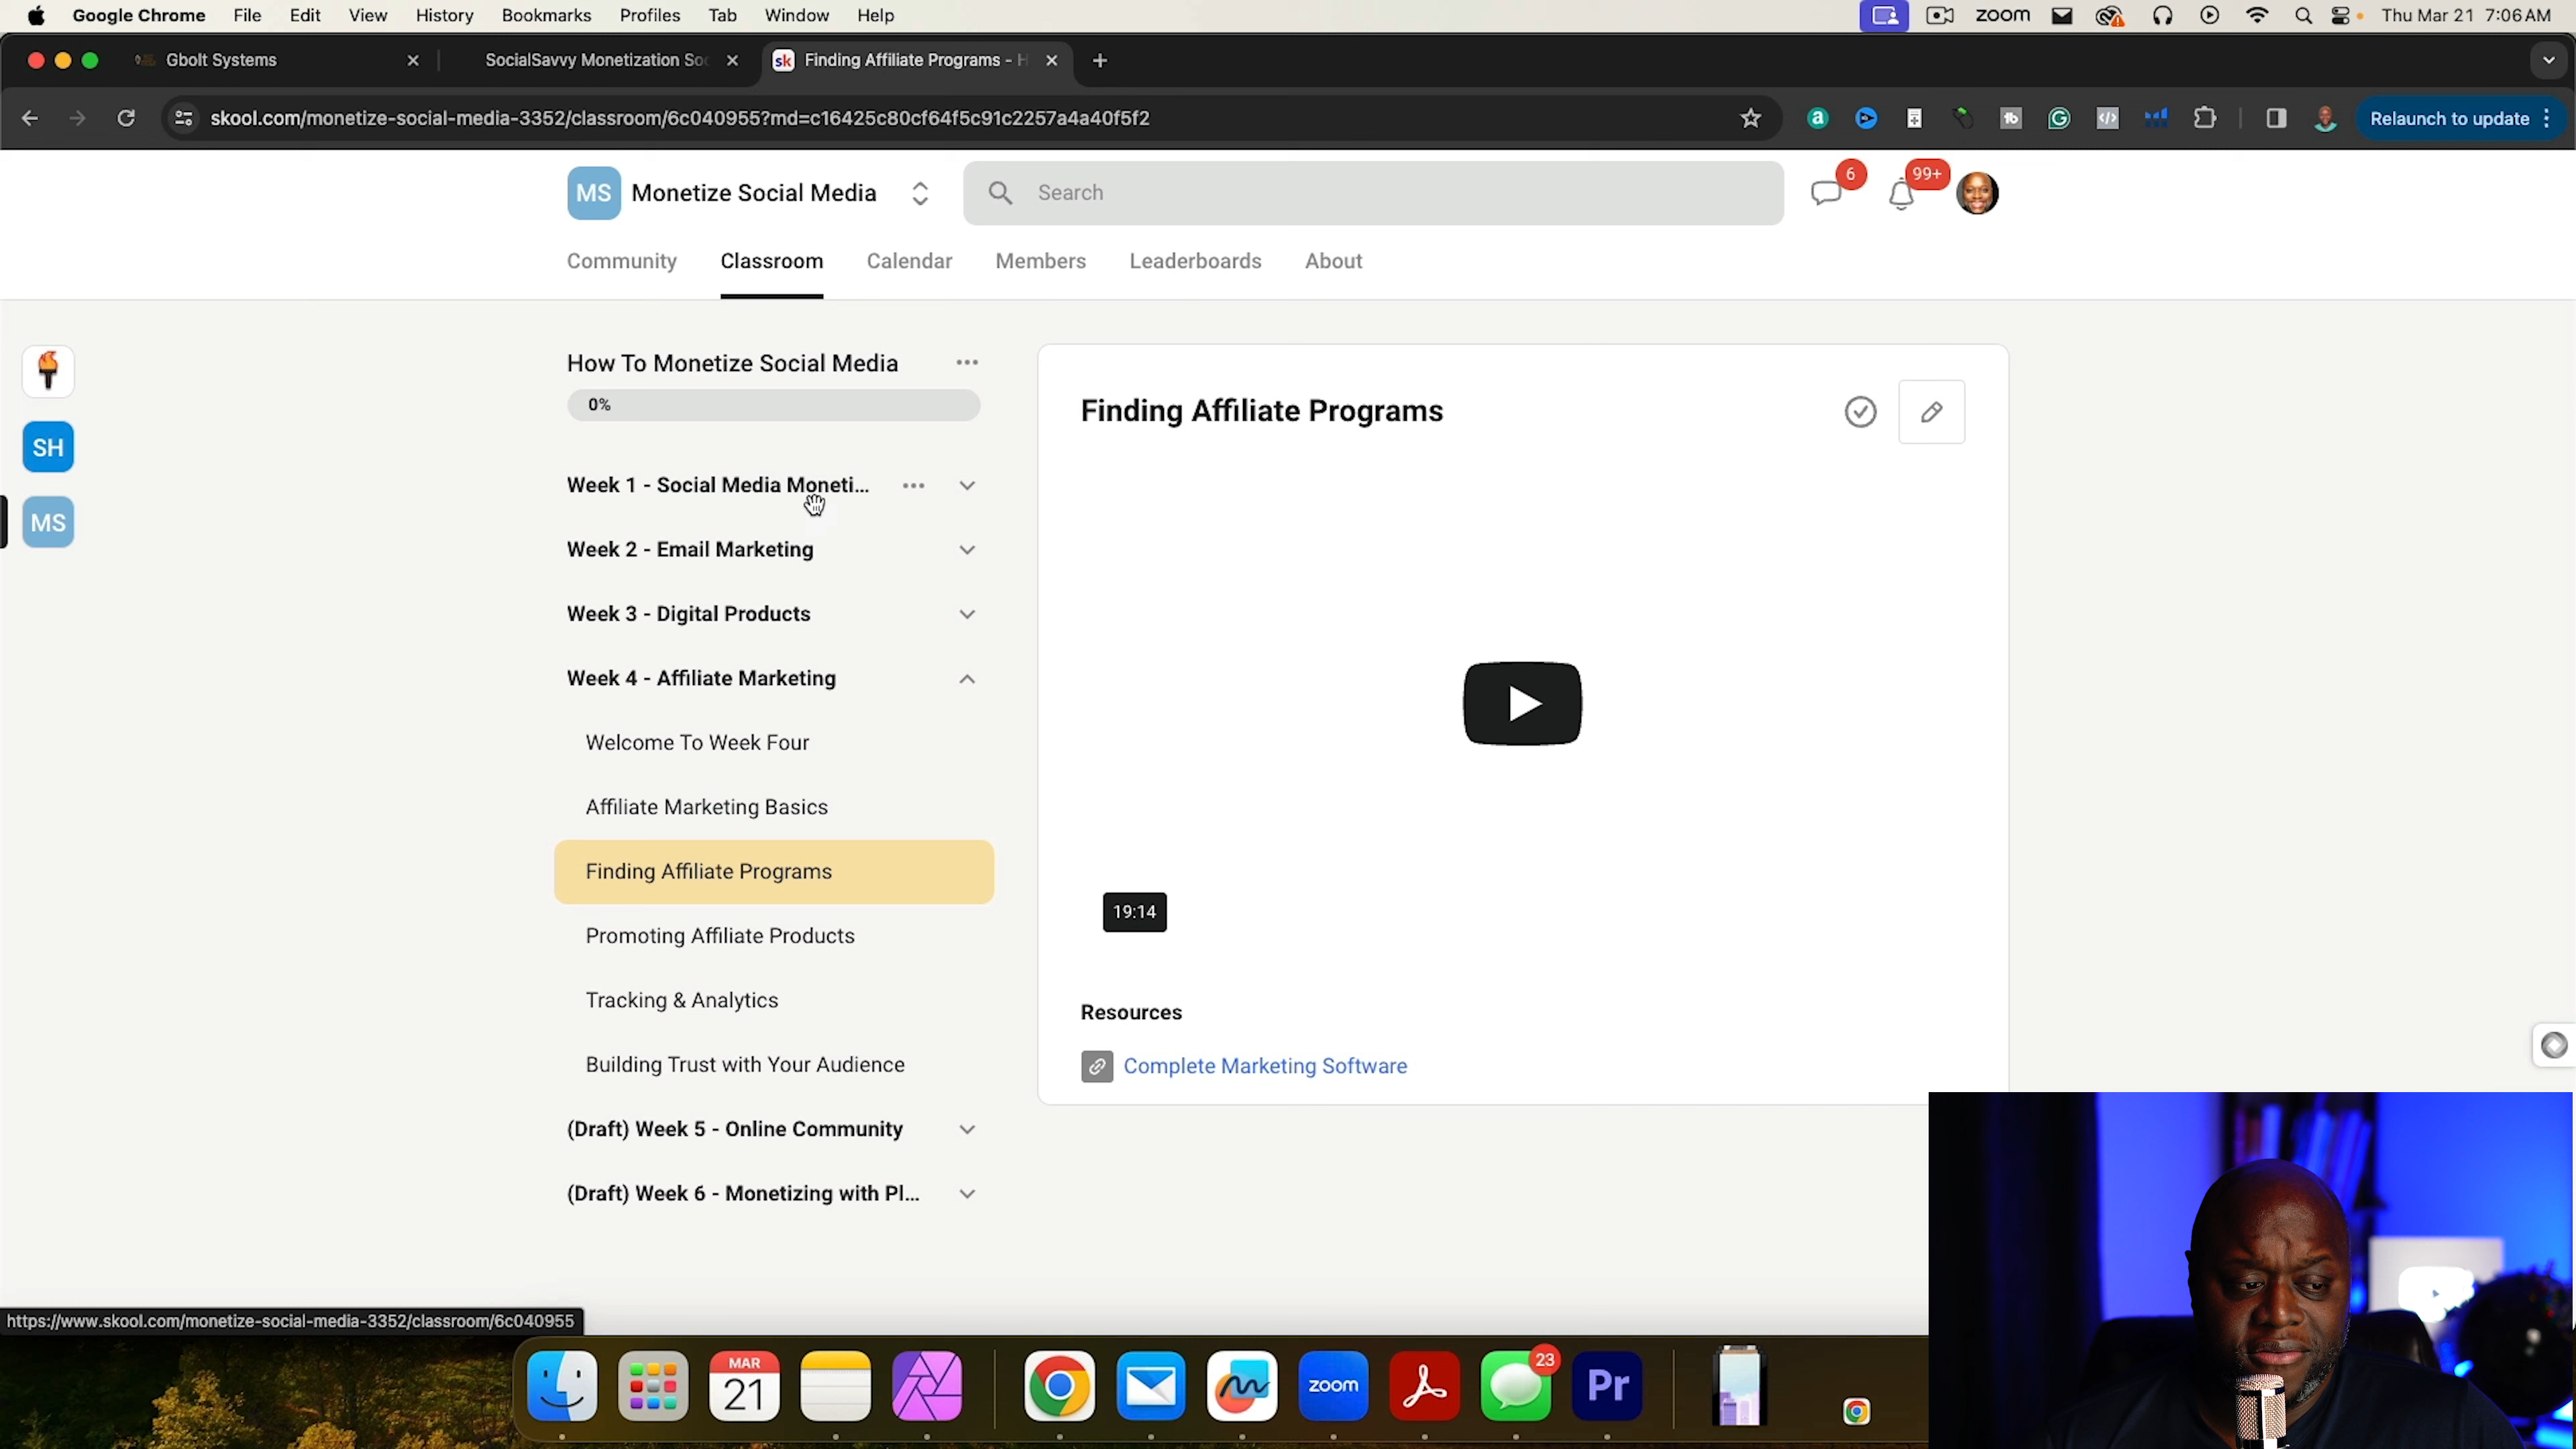 Google Chrome File Edit View History Bookmarks Profiles Tab Window Help zoom Thu Mar 21 7:06 AM
Gbolt Systems SocialSavvy Monetization Soc Finding Affiliate Programs - H
skool.com/monetize-social-media-3352/classroom/6c040955?md=c16425c80cf64f5c91c2257a4a40f5f2 Relaunch to update
MS Monetize Social Media Search 6 99+
Community Classroom Calendar Members Leaderboards About
How To Monetize Social Media
0%
SH
MS
Week 1 - Social Media Moneti...
Week 2 - Email Marketing
Week 3 - Digital Products
Week 4 - Affiliate Marketing
Welcome To Week Four
Affiliate Marketing Basics
Finding Affiliate Programs
Promoting Affiliate Products
Tracking & Analytics
Building Trust with Your Audience
(Draft) Week 5 - Online Community
(Draft) Week 6 - Monetizing with Pl...
Finding Affiliate Programs
19:14
Resources
Complete Marketing Software
https://www.skool.com/monetize-social-media-3352/classroom/6c040955
MAR
21
zoom
23
Pr